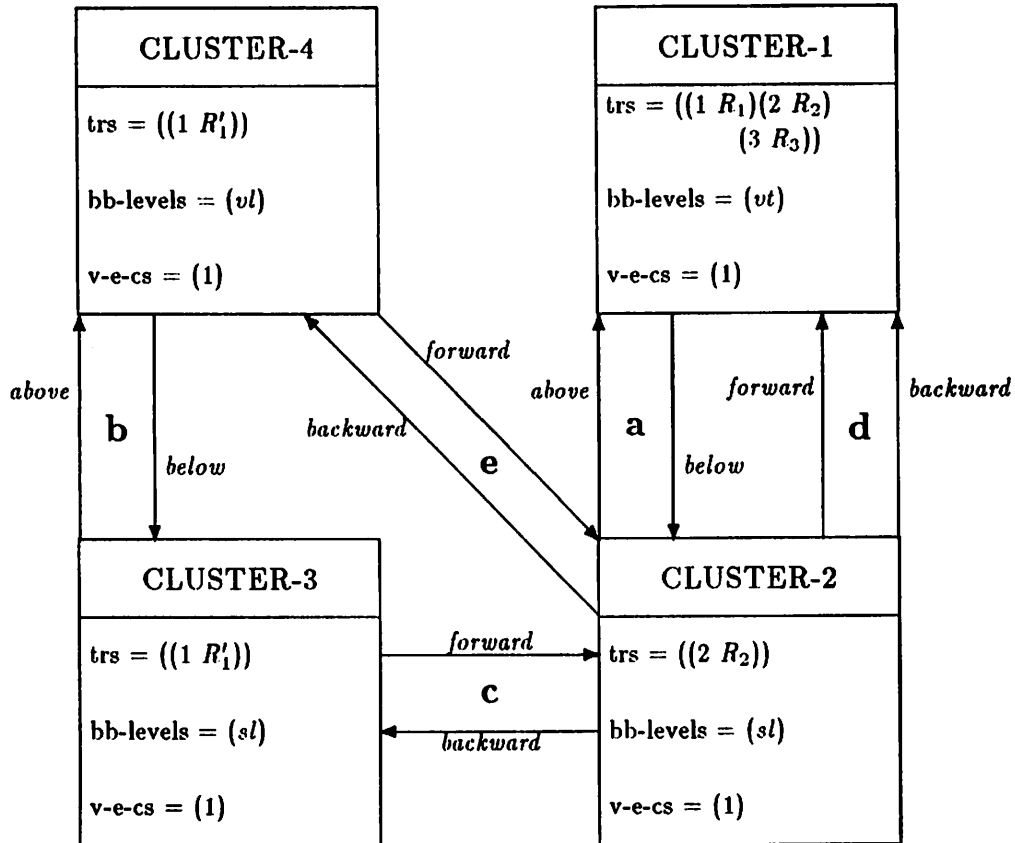 CLUSTER-4
trs = ((1 R′₁))
bb-levels = (vl)
v-e-cs = (1)
CLUSTER-1
trs = ((1 R₁)(2 R₂)
(3 R₃))
bb-levels = (vt)
v-e-cs = (1)
above
b
below
forward
backward
e
above
a
below
forward
d
backward
CLUSTER-3
trs = ((1 R′₁))
bb-levels = (sl)
v-e-cs = (1)
forward
c
backward
CLUSTER-2
trs = ((2 R₂))
bb-levels = (sl)
v-e-cs = (1)